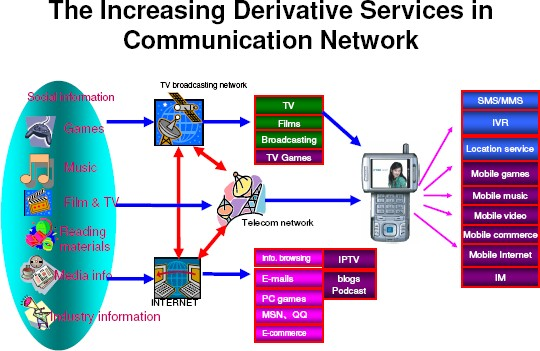 The Increasing Derivative Services in
Communication Network
Social information
Games
Music
Film & TV
Reading
materials
Media info
Industry information
TV broadcasting network
Telecom network
INTERNET
TV
Films
Broadcasting
TV Games
Info. browsing
E-mails
PC games
MSN、QQ
E-commerce
IPTV
blogs
Podcast
SMS/MMS
IVR
Location service
Mobile games
Mobile music
Mobile video
Mobile commerce
Mobile Internet
IM